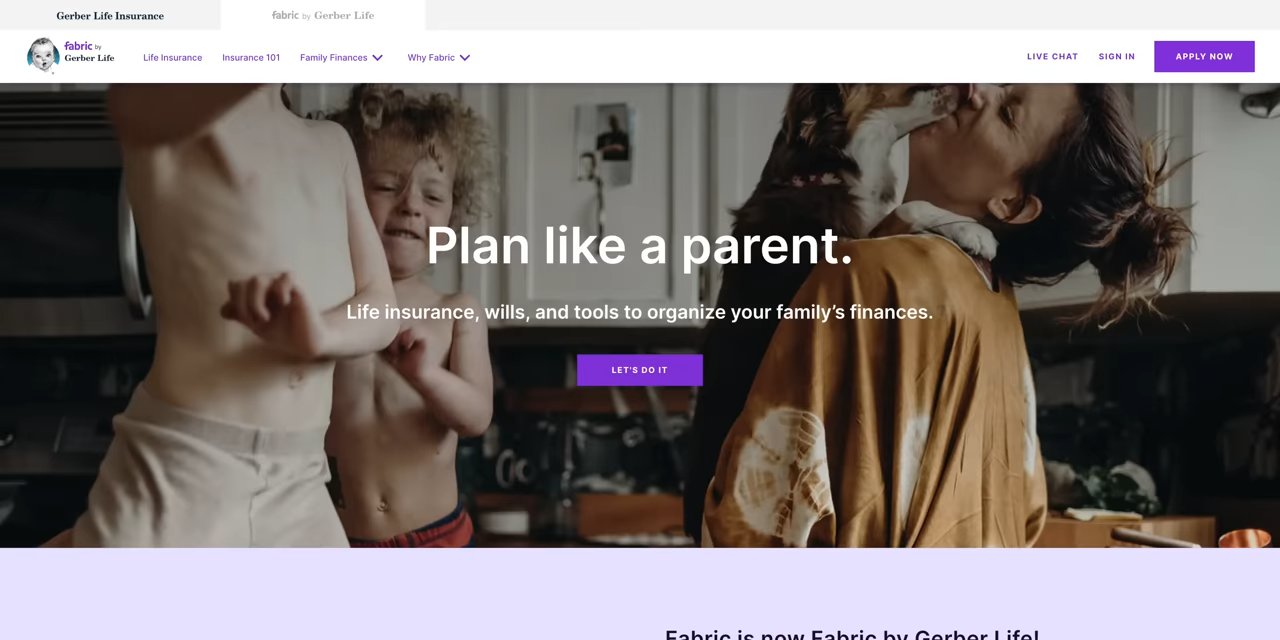 Gerber Life Insurance
fabric by Gerber Life
fabric by
Gerber Life
Life Insurance
Insurance 101
Family Finances
Why Fabric
LIVE CHAT
SIGN IN
APPLY NOW
Plan like a parent.
Life insurance, wills, and tools to organize your family’s finances.
LET'S DO IT
Fabric is now Fabric by Gerber Life!